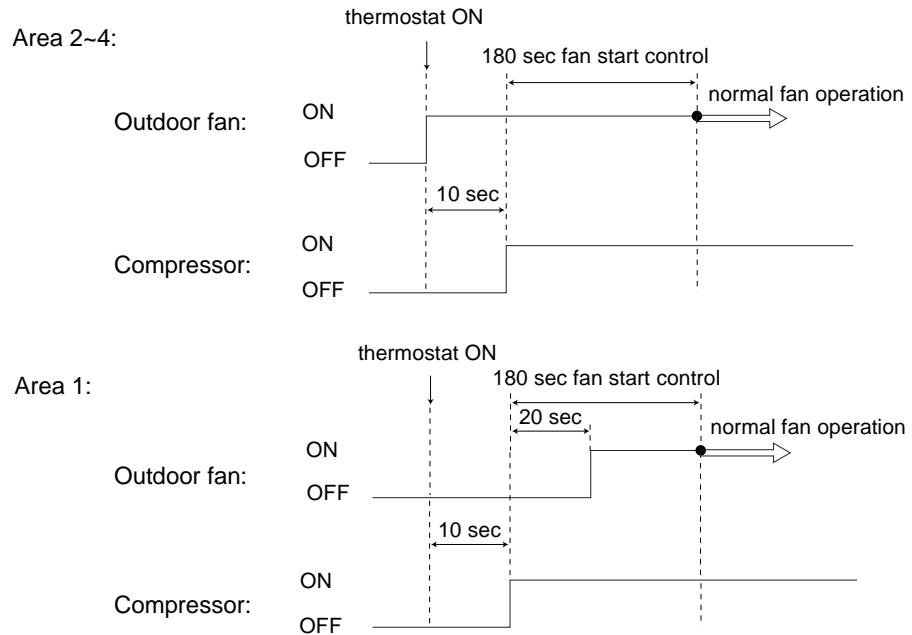 thermostat ON
Area 2~4:
180 sec fan start control
normal fan operation
Outdoor fan:
ON
OFF
10 sec
Compressor:
ON
OFF
thermostat ON
Area 1:
180 sec fan start control
20 sec
normal fan operation
Outdoor fan:
ON
OFF
10 sec
Compressor:
ON
OFF